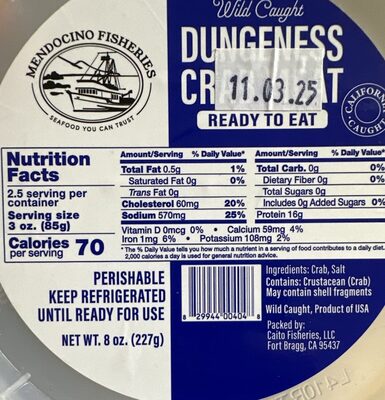 Wild Caught
DUNGENESS
CRABMEAT
11.03.25
READY TO EAT
MENDOCINO FISHERIES
SEAFOOD YOU CAN TRUST
CALIFORNIA
CAUGHT
Nutrition
Facts
2.5 serving per
container
Serving size
3 oz. (85g)
Calories 70
per serving
Amount/Serving % Daily Value*
Total Fat 0.5g 1%
Saturated Fat 0g 0%
Trans Fat 0g
Cholesterol 60mg 20%
Sodium 570mg 25%
Amount/Serving % Daily Value*
Total Carb. 0g 0%
Dietary Fiber 0g 0%
Total Sugars 0g
Includes 0g Added Sugars 0%
Protein 16g
Vitamin D 0mcg 0% • Calcium 59mg 4%
Iron 1mg 6% • Potassium 108mg 2%
* The % Daily Value tells you how much a nutrient in a serving of food contributes to a daily diet.
2,000 calories a day is used for general nutrition advice.
PERISHABLE
KEEP REFRIGERATED
UNTIL READY FOR USE
NET WT. 8 oz. (227g)
8 29944 00404 8
Ingredients: Crab, Salt
Contains: Crustacean (Crab)
May contain shell fragments
Wild Caught, Product of USA
Packed by:
Caito Fisheries, LLC
Fort Bragg, CA 95437